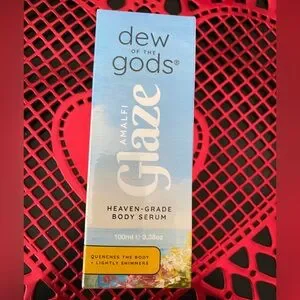 dew
OF THE
gods®
AMALFI
Glaze
HEAVEN-GRADE
BODY SERUM
100ml ℮ 3.38oz
QUENCHES THE BODY
+ LIGHTLY SHIMMERS